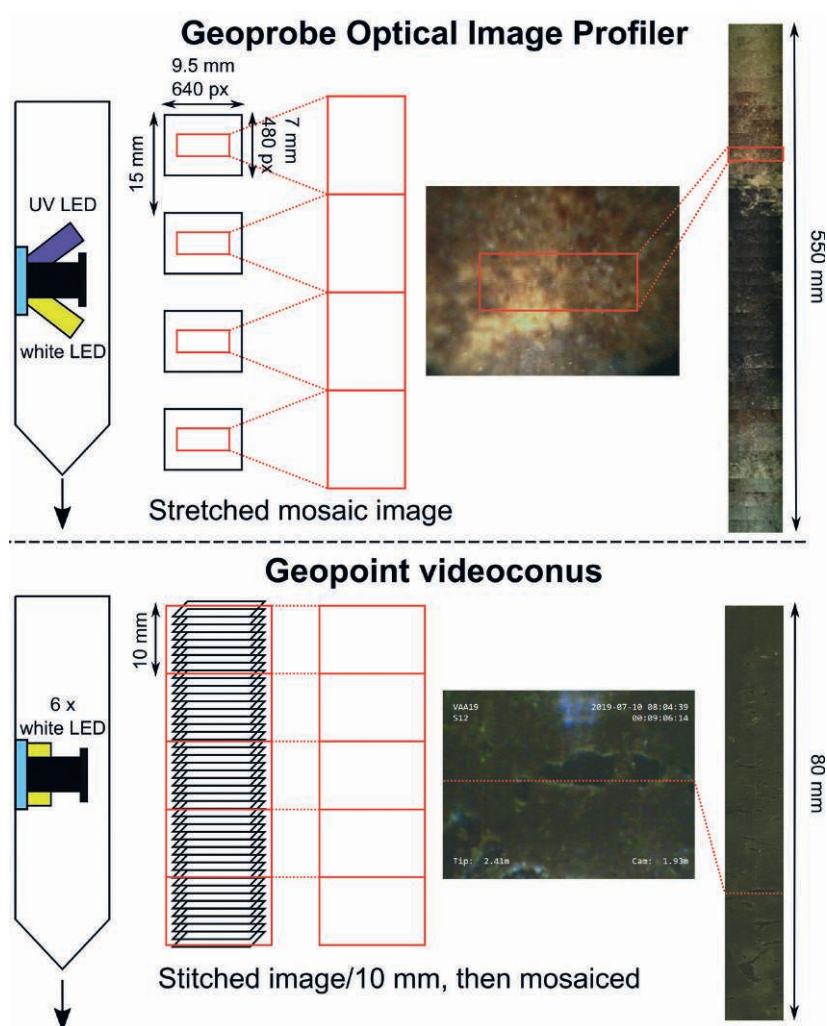 Geoprobe Optical Image Profiler
9.5 mm
640 px
7 mm
480 px
15 mm
UV LED
white LED
550 mm
Stretched mosaic image
Geopoint videoconus
10 mm
6 x
white LED
VAA19
2019-07-10 08:04:39
S12
00:09:06:14
Tip: 2.41m
Cam: 1.93m
80 mm
Stitched image/10 mm, then mosaiced